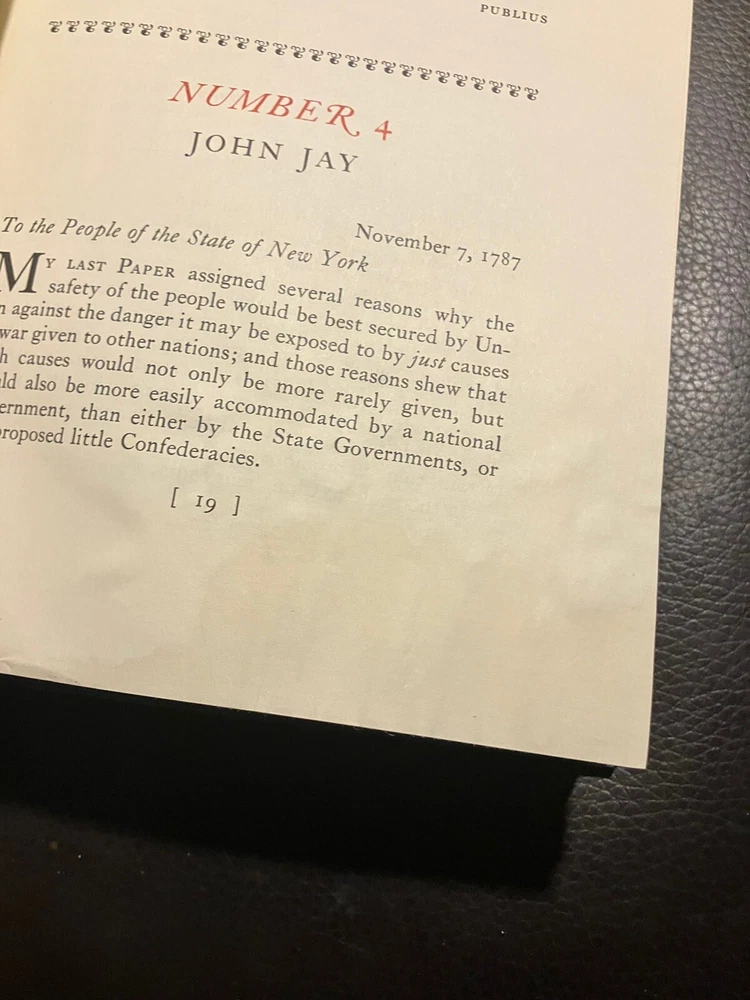 PUBLIUS
NUMBER 4
JOHN JAY
November 7, 1787
To the People of the State of New York
MY LAST PAPER assigned several reasons why the
safety of the people would be best secured by Un-
against the danger it may be exposed to by just causes
war given to other nations; and those reasons shew that
causes would not only be more rarely given, but
also be more easily accommodated by a national
than either by the State Governments, or
little Confederacies.
[ 19 ]